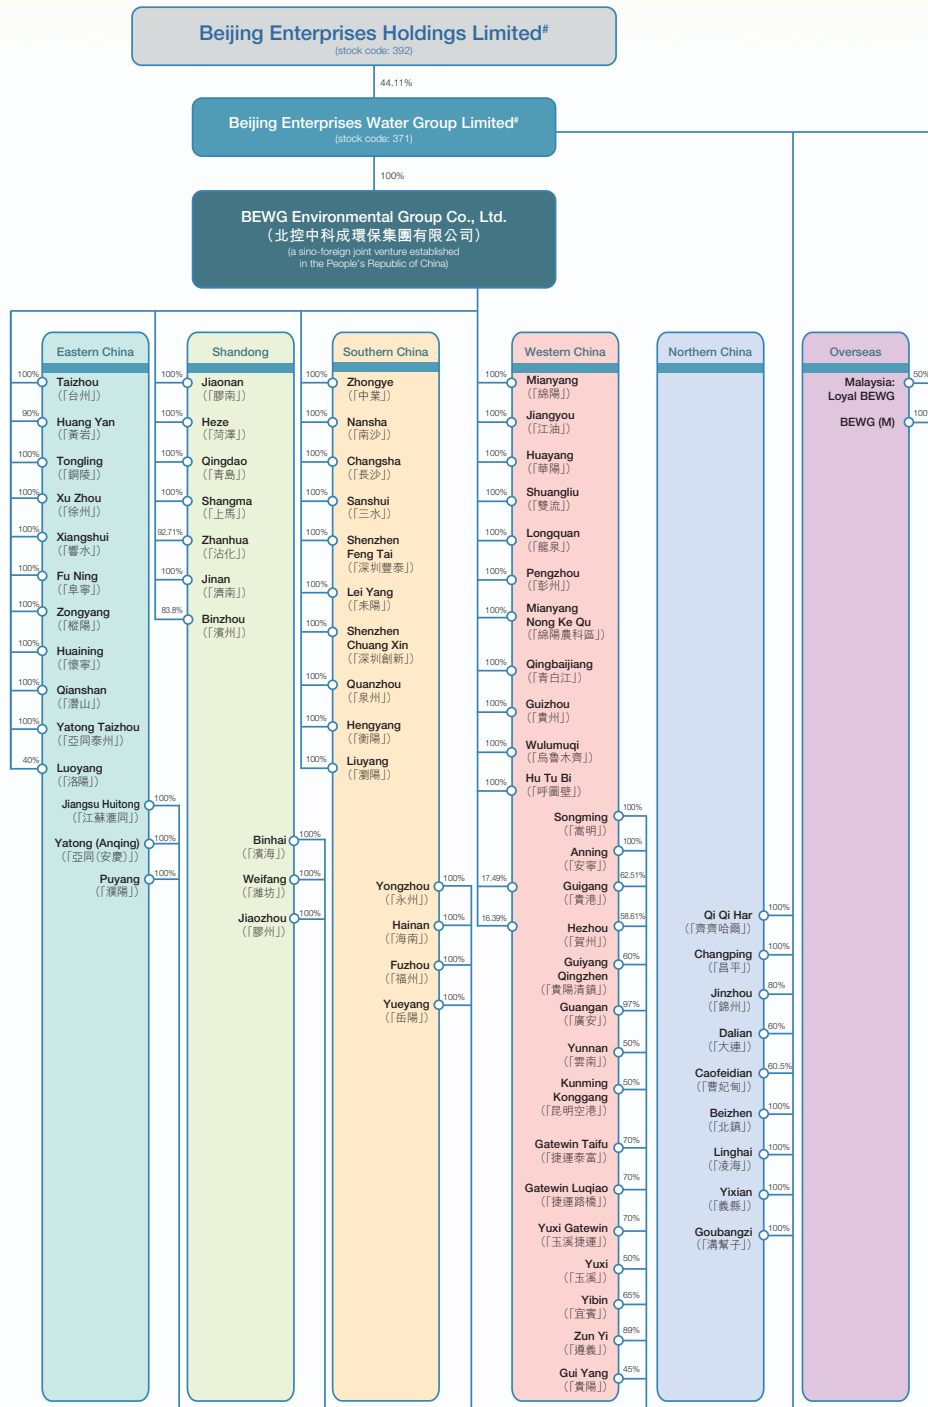 Beijing Enterprises Holdings Limited#
(stock code: 392)
44.11%
Beijing Enterprises Water Group Limited#
(stock code: 371)
100%
BEWG Environmental Group Co., Ltd.
（北控中科成環保集團有限公司）
(a sino-foreign joint venture established
in the People's Republic of China)
Eastern China
100%
Taizhou
（「台州」）
90%
Huang Yan
（「黃岩」）
100%
Tongling
（「銅陵」）
100%
Xu Zhou
（「徐州」）
100%
Xiangshui
（「響水」）
100%
Fu Ning
（「阜寧」）
100%
Zongyang
（「樅陽」）
100%
Huaining
（「懷寧」）
100%
Qianshan
（「潛山」）
100%
Yatong Taizhou
（「亞同泰州」）
40%
Luoyang
（「洛陽」）
Jiangsu Huitong
100%
（「江蘇滙同」）
Yatong (Anqing)
100%
（「亞同(安慶)」）
Puyang
100%
（「濮陽」）
Shandong
100%
Jiaonan
（「膠南」）
100%
Heze
（「菏澤」）
100%
Qingdao
（「青島」）
100%
Shangma
（「上馬」）
92.71%
Zhanhua
（「沾化」）
100%
Jinan
（「濟南」）
83.8%
Binzhou
（「濱州」）
Binhai
100%
（「濱海」）
Weifang
100%
（「濰坊」）
Jiaozhou
100%
（「膠州」）
Southern China
100%
Zhongye
（「中業」）
100%
Nansha
（「南沙」）
100%
Changsha
（「長沙」）
100%
Sanshui
（「三水」）
100%
Shenzhen
Feng Tai
（「深圳豐泰」）
100%
Lei Yang
（「耒陽」）
100%
Shenzhen
Chuang Xin
（「深圳創新」）
100%
Quanzhou
（「泉州」）
100%
Hengyang
（「衡陽」）
100%
Liuyang
（「瀏陽」）
Yongzhou
100%
（「永州」）
Hainan
100%
（「海南」）
Fuzhou
100%
（「福州」）
Yueyang
100%
（「岳陽」）
Western China
100%
Mianyang
（「綿陽」）
100%
Jiangyou
（「江油」）
100%
Huayang
（「華陽」）
100%
Shuangliu
（「雙流」）
100%
Longquan
（「龍泉」）
100%
Pengzhou
（「彭州」）
100%
Mianyang
Nong Ke Qu
（「綿陽農科區」）
100%
Qingbaijiang
（「青白江」）
100%
Guizhou
（「貴州」）
100%
Wulumuqi
（「烏魯木齊」）
100%
Hu Tu Bi
（「呼圖壁」）
Songming
100%
（「嵩明」）
Anning
100%
（「安寧」）
17.49%
Guigang
62.51%
（「貴港」）
16.39%
Hezhou
58.61%
（「賀州」）
Guiyang
Qingzhen
60%
（「貴陽清鎮」）
Guangan
97%
（「廣安」）
Yunnan
50%
（「雲南」）
Kunming
Konggang
50%
（「昆明空港」）
Gatewin Taifu
70%
（「捷運泰富」）
Gatewin Luqiao
70%
（「捷運路橋」）
Yuxi Gatewin
70%
（「玉溪捷運」）
Yuxi
50%
（「玉溪」）
Yibin
65%
（「宜賓」）
Zun Yi
89%
（「遵義」）
Gui Yang
45%
（「貴陽」）
Northern China
Qi Qi Har
100%
（「齊齊哈爾」）
Changping
100%
（「昌平」）
Jinzhou
80%
（「錦州」）
Dalian
60%
（「大連」）
Caofeidian
60.5%
（「曹妃甸」）
Beizhen
100%
（「北鎮」）
Linghai
100%
（「凌海」）
Yixian
100%
（「義縣」）
Goubangzi
100%
（「溝幫子」）
Overseas
Malaysia:
Loyal BEWG
50%
BEWG (M)
100%